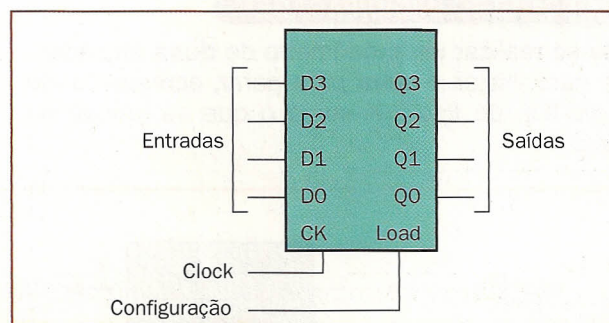 D3 Q3
D2 Q2
Entradas Saídas
D1 Q1
D0 Q0
CK Load
Clock
Configuração